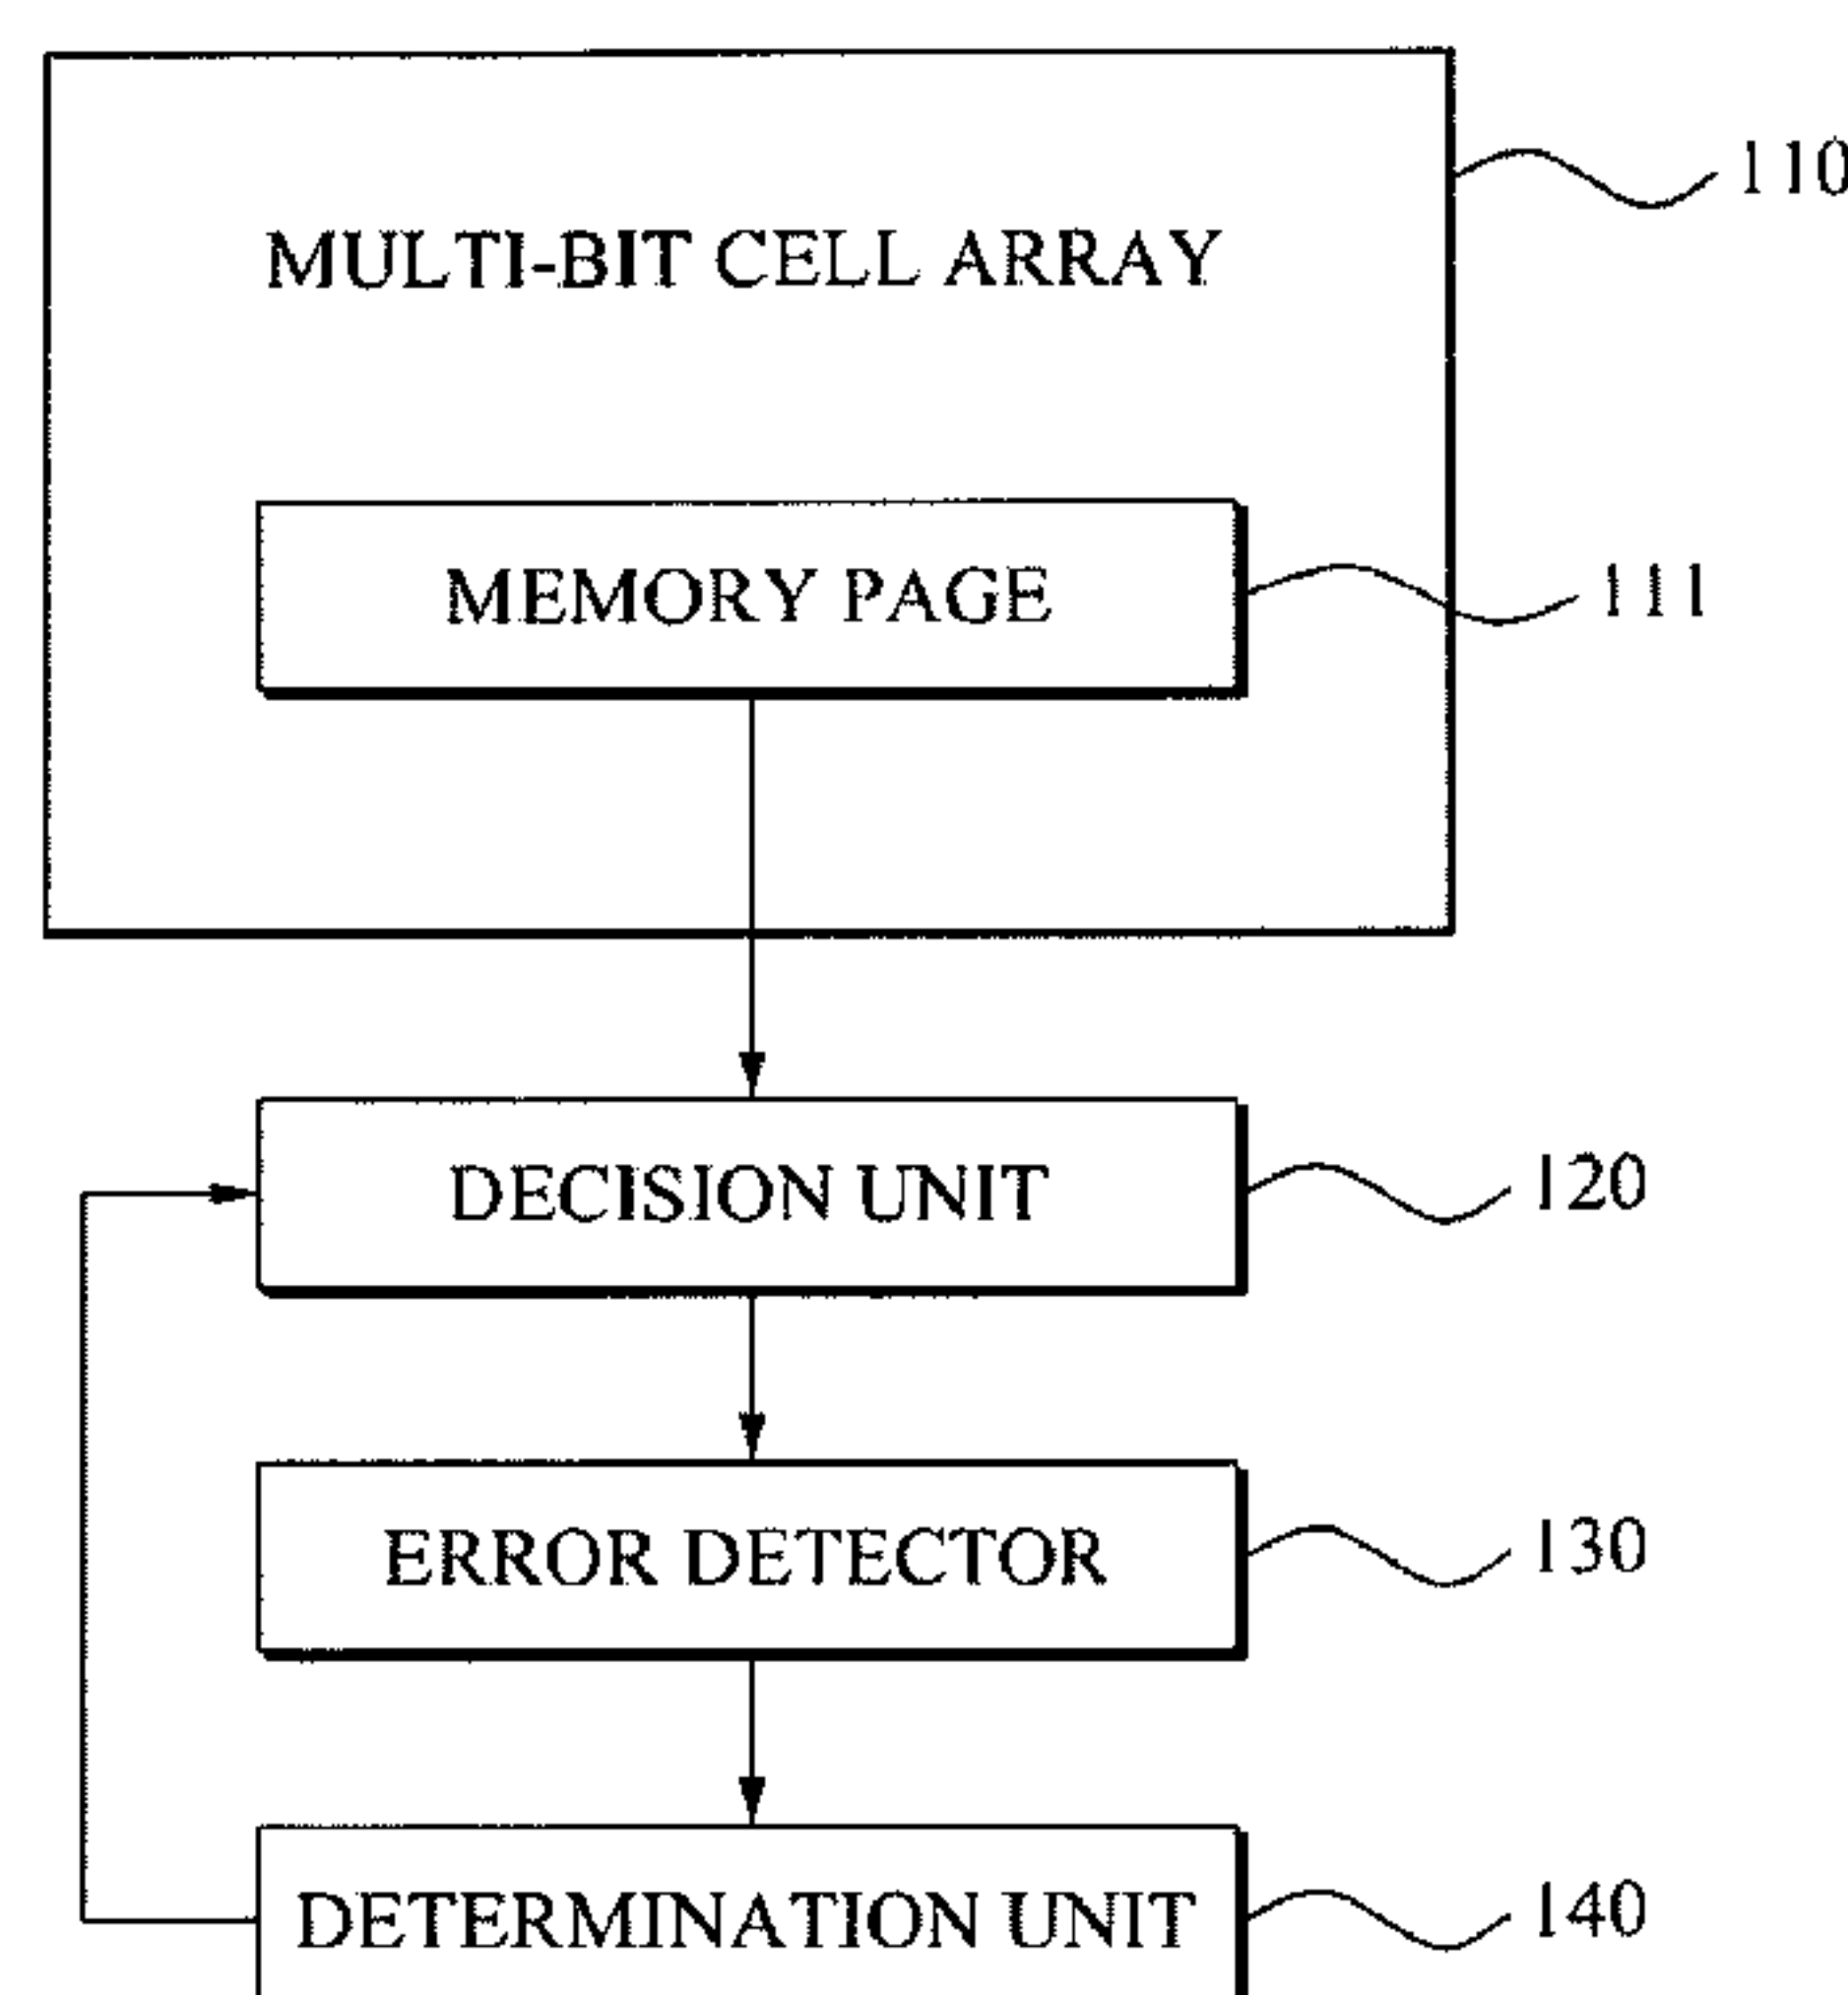 110
MULTI-BIT CELL ARRAY
MEMORY PAGE
111
DECISION UNIT
120
ERROR DETECTOR
130
DETERMINATION UNIT
140